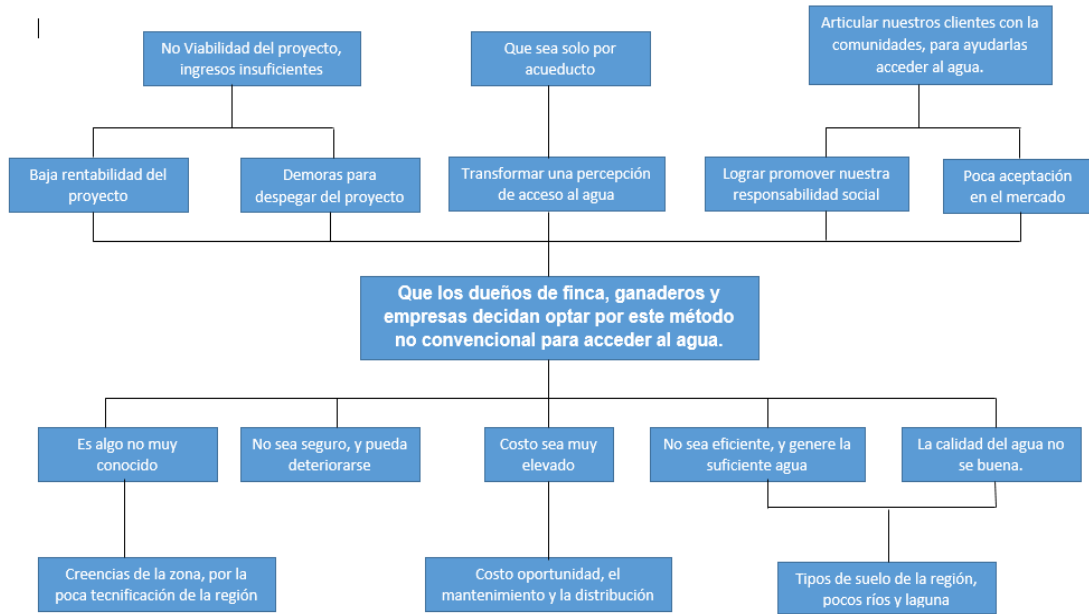 No Viabilidad del proyecto,
ingresos insuficientes
Que sea solo por
acueducto
Articular nuestros clientes con la
comunidades, para ayudarlas
acceder al agua.
Baja rentabilidad del
proyecto
Demoras para
despegar del proyecto
Transformar una percepción
de acceso al agua
Lograr promover nuestra
responsabilidad social
Poca aceptación
en el mercado
Que los dueños de finca, ganaderos y
empresas decidan optar por este método
no convencional para acceder al agua.
Es algo no muy
conocido
No sea seguro, y pueda
deteriorarse
Costo sea muy
elevado
No sea eficiente, y genere la
suficiente agua
La calidad del agua no
se buena.
Creencias de la zona, por la
poca tecnificación de la región
Costo oportunidad, el
mantenimiento y la distribución
Tipos de suelo de la región,
pocos ríos y laguna